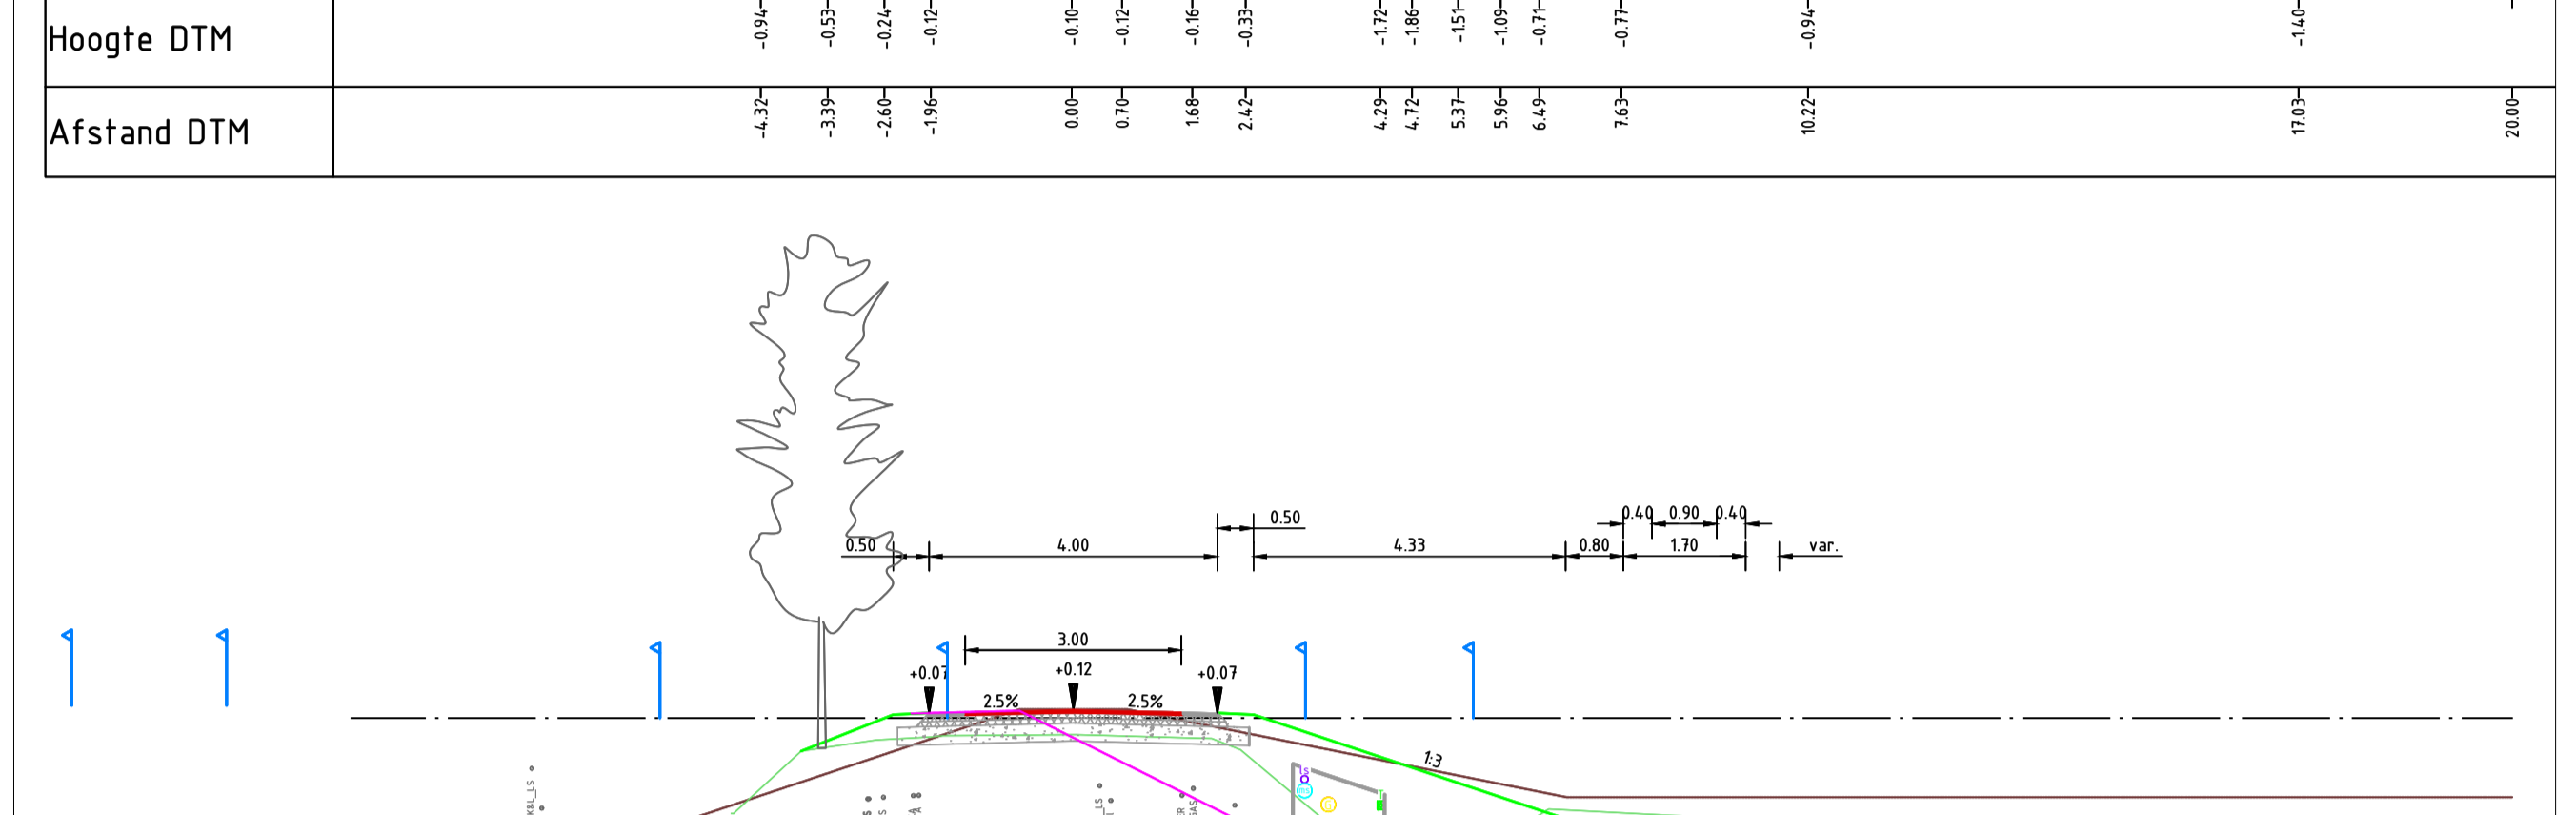 Hoogte DTM -0.94 -0.53 -0.24 -0.12 -0.10 -0.12 -0.16 -0.33 -1.72 -1.86 -1.51 -1.09 -0.71 -0.77 -0.94 -1.40
Afstand DTM -4.32 -3.39 -2.60 -1.96 0.00 0.70 1.68 2.42 4.29 4.72 5.37 5.96 6.49 7.63 10.22 17.03 20.00
0.50 0.40 0.90 0.40
0.50 4.00 4.33 0.80 1.70 var.
3.00
+0.07 +0.12 +0.07
2.5% 2.5%
1:3
LS
K&L_LS